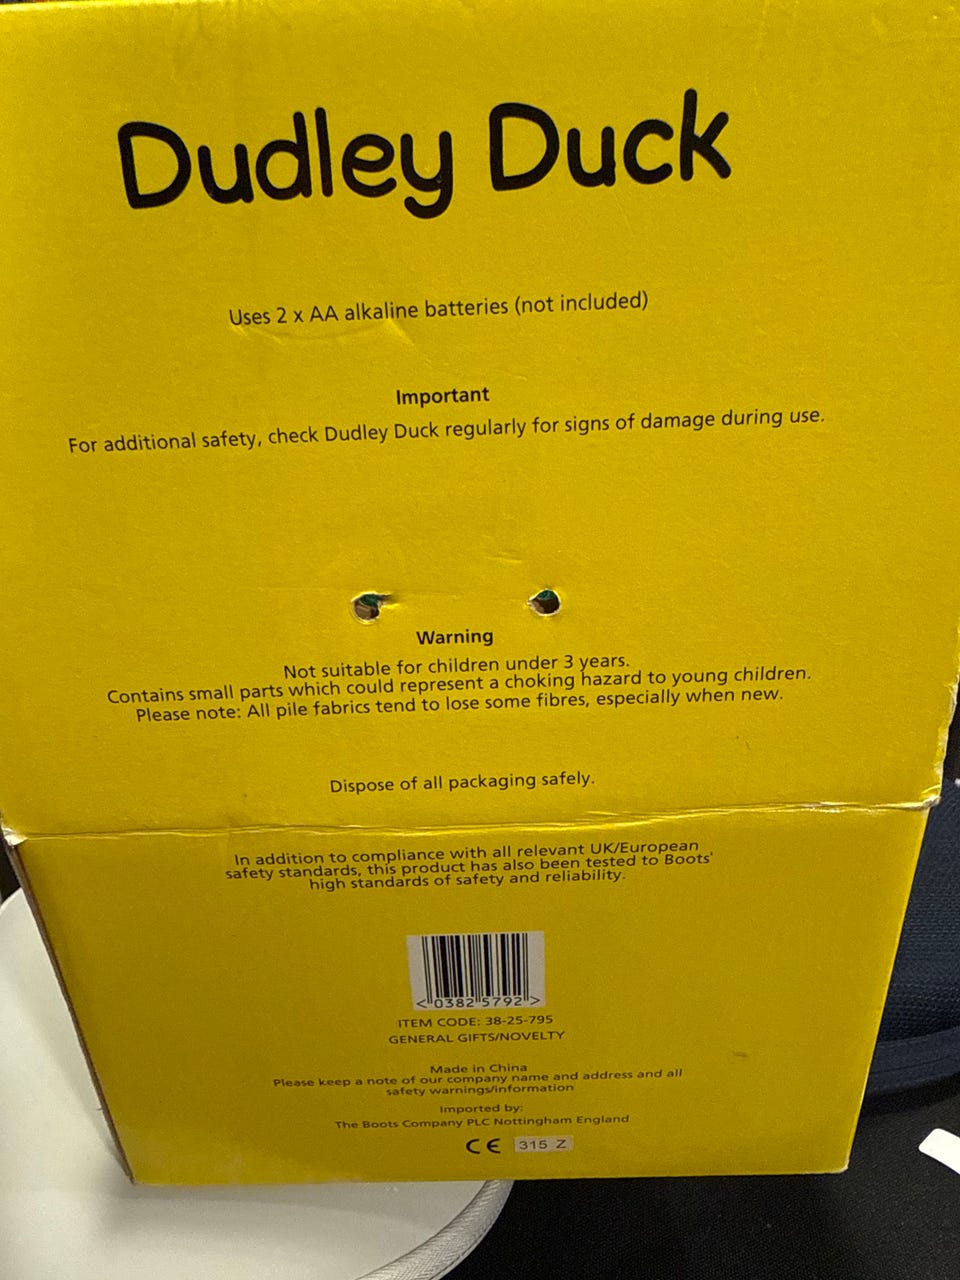 Dudley Duck
Uses 2 x AA alkaline batteries (not included)
Important
For additional safety, check Dudley Duck regularly for signs of damage during use.
Warning
Not suitable for children under 3 years.
Contains small parts which could represent a choking hazard to young children.
Please note: All pile fabrics tend to lose some fibres, especially when new.
Dispose of all packaging safely.
In addition to compliance with all relevant UK/European
safety standards, this product has also been tested to Boots'
high standards of safety and reliability.
<"0382"5792">
ITEM CODE: 38-25-795
GENERAL GIFTS/NOVELTY
Made in China
Please keep a note of our company name and address and all
safety warnings/information
Imported by:
The Boots Company PLC Nottingham England
CE 315 Z